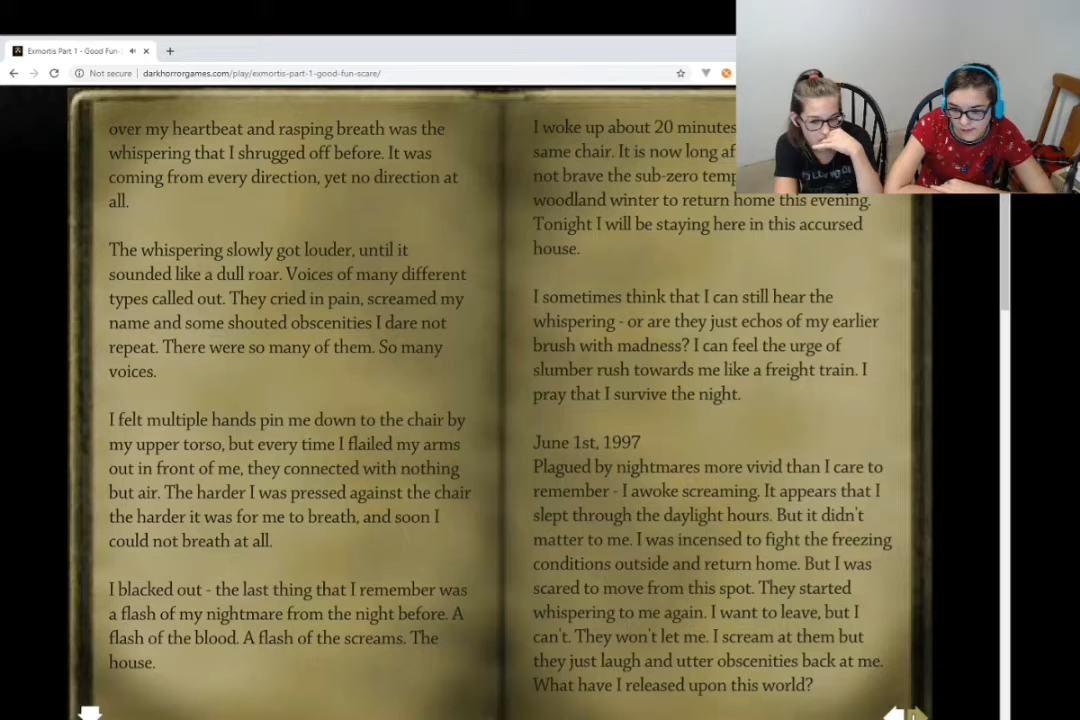 Exmortis Part 1 - Good Fun-
Not secure
darkhorrorgames.com/play/exmortis-part-1-good-fun-scare/
over my heartbeat and rasping breath was the
whispering that I shrugged off before. It was
coming from every direction, yet no direction at
all.
The whispering slowly got louder, until it
sounded like a dull roar. Voices of many different
types called out. They cried in pain, screamed my
name and some shouted obscenities I dare not
repeat. There were so many of them. So many
voices.
I felt multiple hands pin me down to the chair by
my upper torso, but every time I flailed my arms
out in front of me, they connected with nothing
but air. The harder I was pressed against the chair
the harder it was for me to breath, and soon I
could not breath at all.
I blacked out - the last thing that I remember was
a flash of my nightmare from the night before. A
flash of the blood. A flash of the screams. The
house.
I woke up about 20 minutes
same chair. It is now long
not brave the sub-zero
woodland winter to return home this evening.
Tonight I will be staying here in this accursed
house.
I sometimes think that I can still hear the
whispering - or are they just echos of my earlier
brush with madness? I can feel the urge of
slumber rush towards me like a freight train. I
pray that I survive the night.
June 1st, 1997
Plagued by nightmares more vivid than I care to
remember - I awoke screaming. It appears that I
slept through the daylight hours. But it didn't
matter to me. I was incensed to fight the freezing
conditions outside and return home. But I was
scared to move from this spot. They started
whispering to me again. I want to leave, but I
can't. They won't let me. I scream at them but
they just laugh and utter obscenities back at me.
What have I released upon this world?